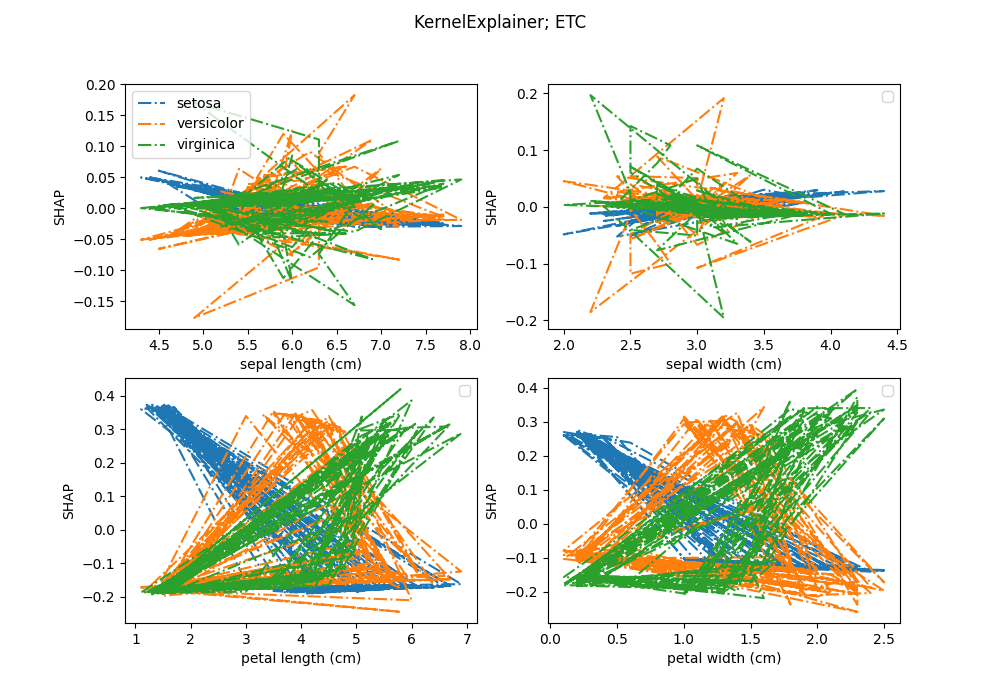 KernelExplainer; ETC
0.20
0.15
0.10
0.05
0.00
−0.05
−0.10
−0.15
SHAP
setosa
versicolor
virginica
4.5 5.0 5.5 6.0 6.5 7.0 7.5 8.0
sepal length (cm)
0.2
0.1
0.0
−0.1
−0.2
SHAP
2.0 2.5 3.0 3.5 4.0 4.5
sepal width (cm)
0.4
0.3
0.2
0.1
0.0
−0.1
−0.2
SHAP
1 2 3 4 5 6 7
petal length (cm)
0.4
0.3
0.2
0.1
0.0
−0.1
−0.2
SHAP
0.0 0.5 1.0 1.5 2.0 2.5
petal width (cm)